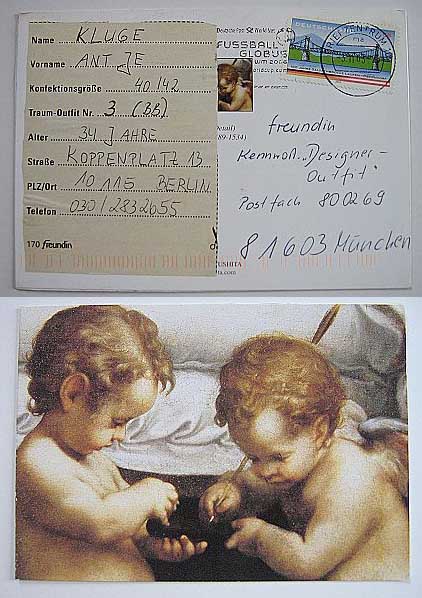 Name KLUGE
Vorname ANTJE
Konfektionsgröße 40/42
Traum-Outfit Nr. 3 (BB)
Alter 34 JAHRE
Straße KOPPENPLATZ 13
PLZ/Ort 10115 BERLIN
Telefon 030/2832655
170 freundin
FUSSBALL
GLOBUS
DEUTSCHLAND
BRIEFZENTRUM
freundin
Kennwort „Designer-
Outfit"
Postfach 800269
81603 München